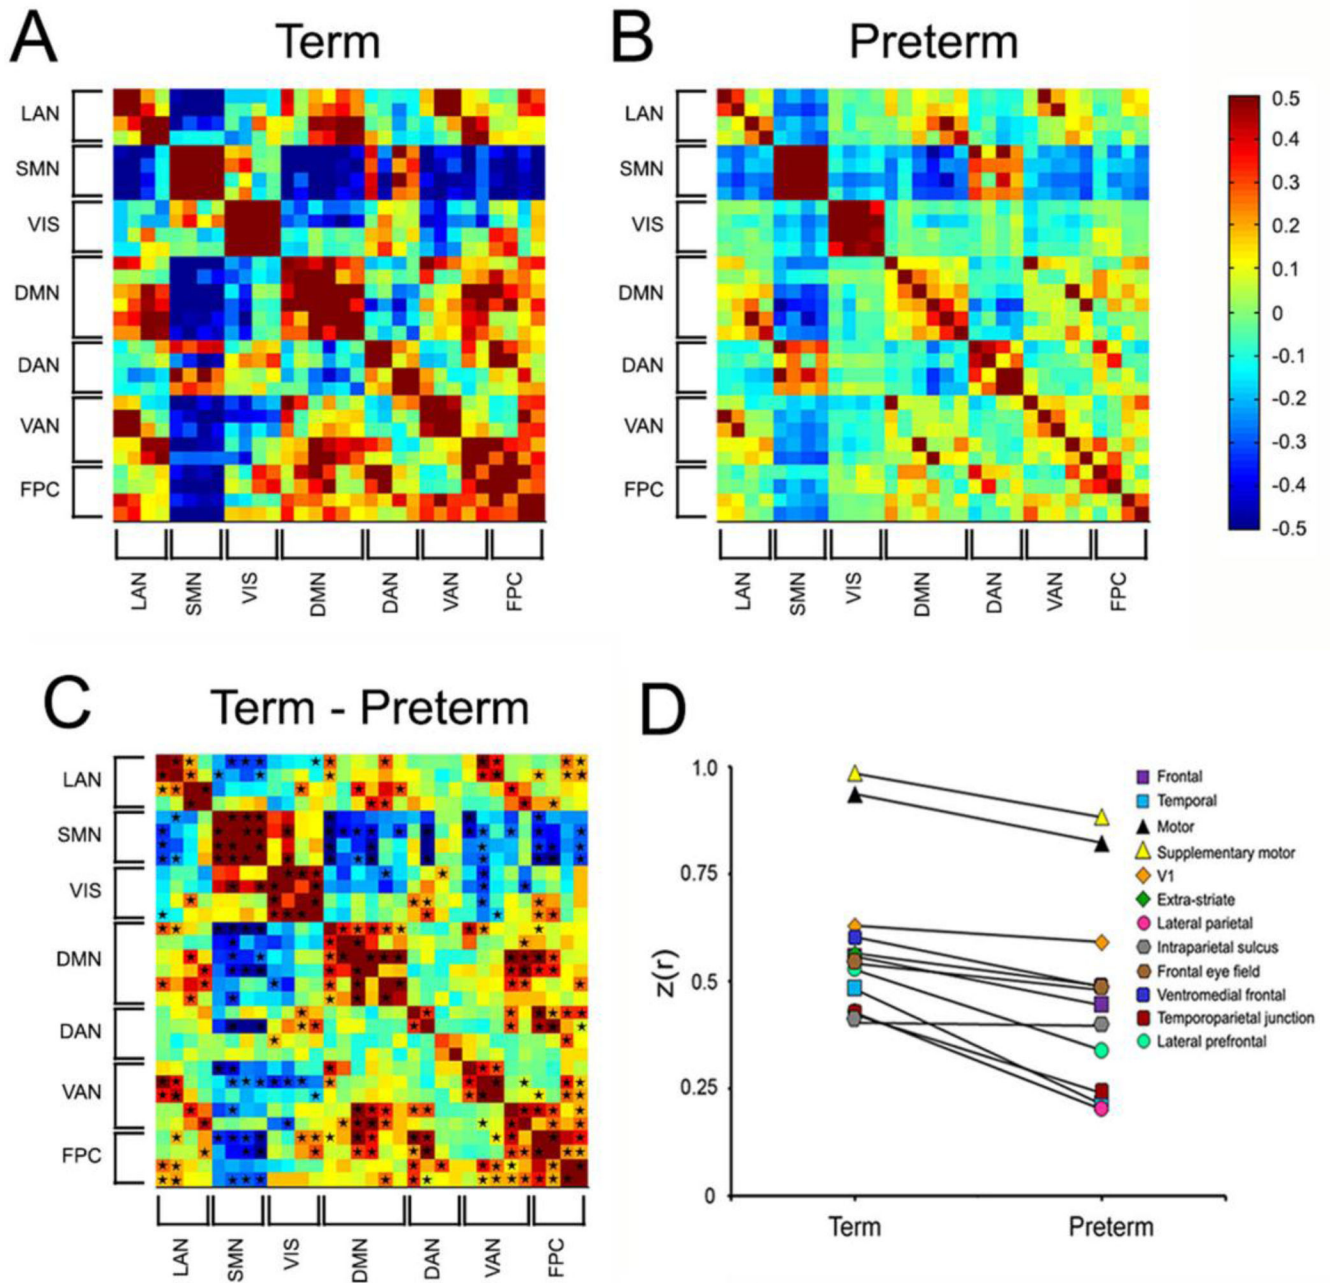 A
Term
LAN
SMN
VIS
DMN
DAN
VAN
FPC
LAN
SMN
VIS
DMN
DAN
VAN
FPC
B
Preterm
LAN
SMN
VIS
DMN
DAN
VAN
FPC
LAN
SMN
VIS
DMN
DAN
VAN
FPC
0.5
0.4
0.3
0.2
0.1
0
-0.1
-0.2
-0.3
-0.4
-0.5
C
Term - Preterm
LAN
SMN
VIS
DMN
DAN
VAN
FPC
LAN
SMN
VIS
DMN
DAN
VAN
FPC
D
z(r)
1.0
0.75
0.5
0.25
0
Term
Preterm
Frontal
Temporal
Motor
Supplementary motor
V1
Extra-striate
Lateral parietal
Intraparietal sulcus
Frontal eye field
Ventromedial frontal
Temporoparietal junction
Lateral prefrontal